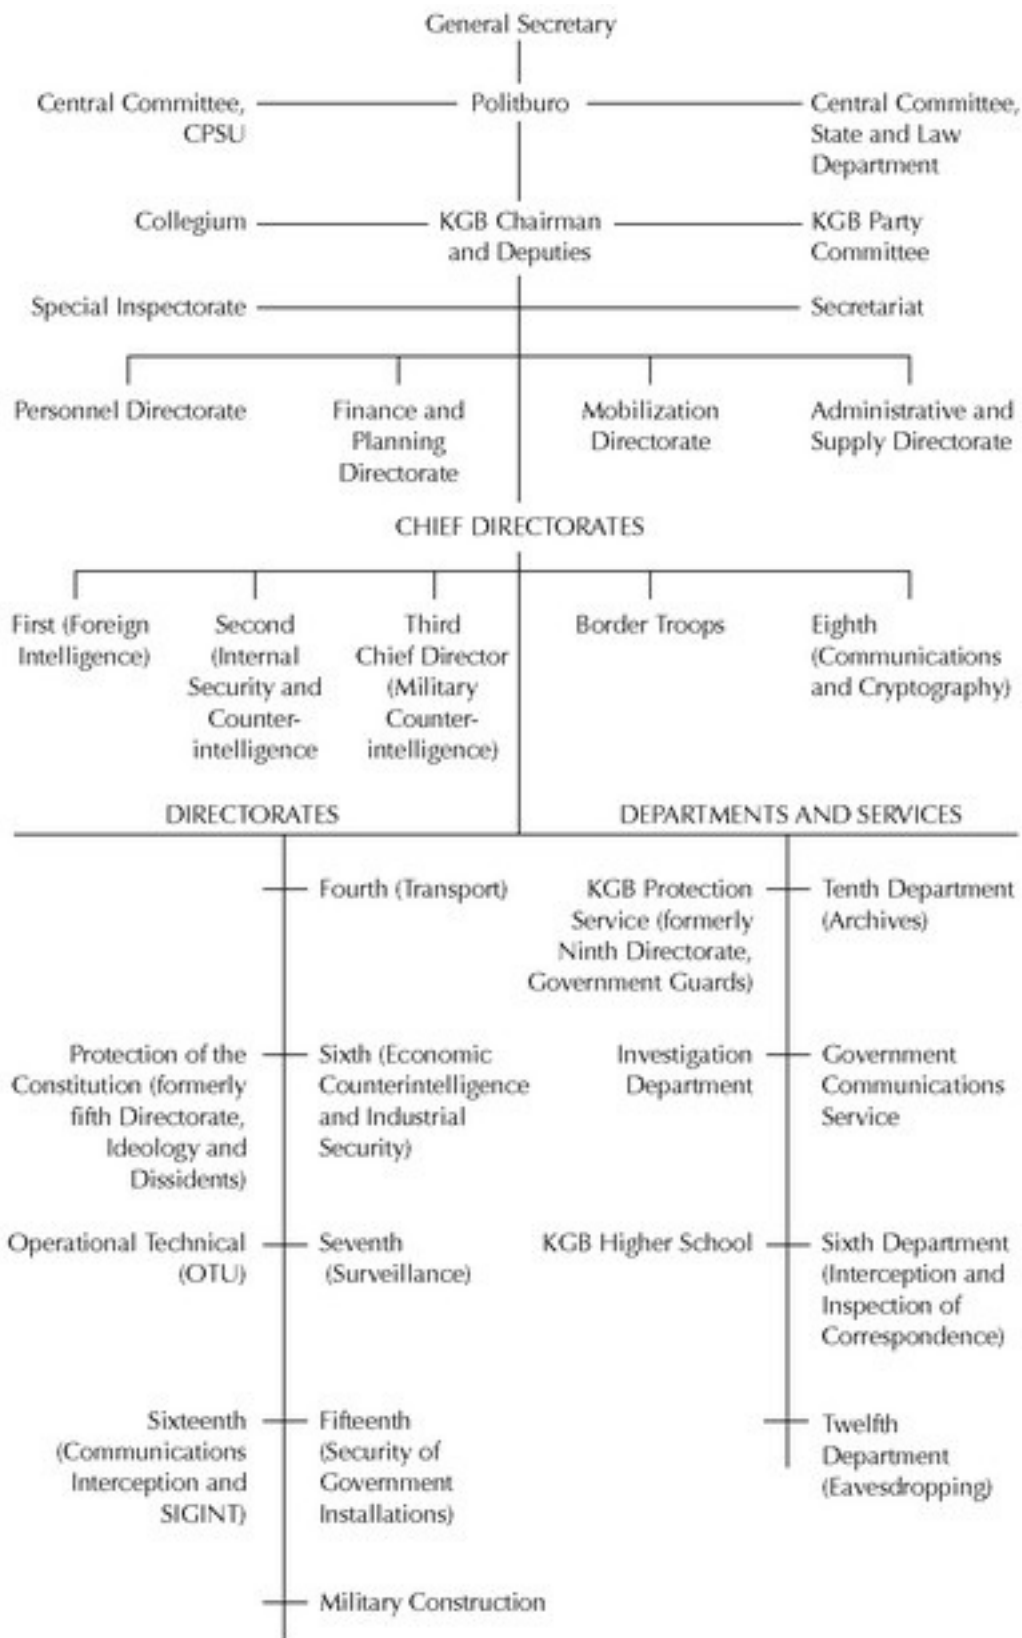 General Secretary
Central Committee,
CPSU
Politburo
Central Committee,
State and Law
Department
Collegium
KGB Chairman
and Deputies
KGB Party
Committee
Special Inspectorate
Secretariat
Personnel Directorate
Finance and
Planning
Directorate
Mobilization
Directorate
Administrative and
Supply Directorate
CHIEF DIRECTORATES
First (Foreign
Intelligence)
Second
(Internal
Security and
Counter-
intelligence
Third
Chief Director
(Military
Counter-
intelligence)
Border Troops
Eighth
(Communications
and Cryptography)
DIRECTORATES
Fourth (Transport)
Protection of the
Constitution (formerly
fifth Directorate,
Ideology and
Dissidents)
Sixth (Economic
Counterintelligence
and Industrial
Security)
Operational Technical
(OTU)
Seventh
(Surveillance)
Sixteenth
(Communications
Interception and
SIGINT)
Fifteenth
(Security of
Government
Installations)
Military Construction
DEPARTMENTS AND SERVICES
KGB Protection
Service (formerly
Ninth Directorate,
Government Guards)
Tenth Department
(Archives)
Investigation
Department
Government
Communications
Service
KGB Higher School
Sixth Department
(Interception and
Inspection of
Correspondence)
Twelfth
Department
(Eavesdropping)